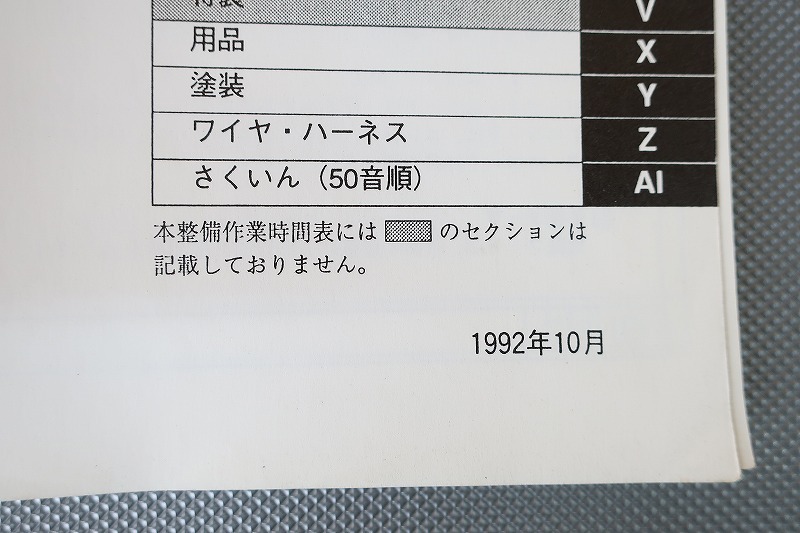 特装 V
用品 X
塗装 Y
ワイヤ・ハーネス Z
さくいん（50音順） AI
本整備作業時間表には のセクションは
記載しておりません。
1992年10月